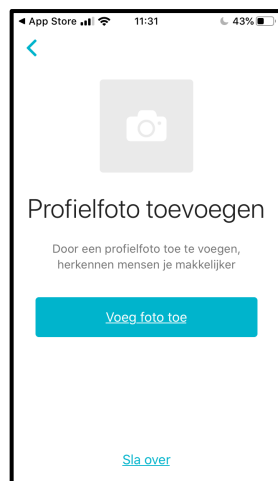 ◀ App Store 11:31 43%
Profielfoto toevoegen
Door een profielfoto toe te voegen,
herkennen mensen je makkelijker
Voeg foto toe
Sla over